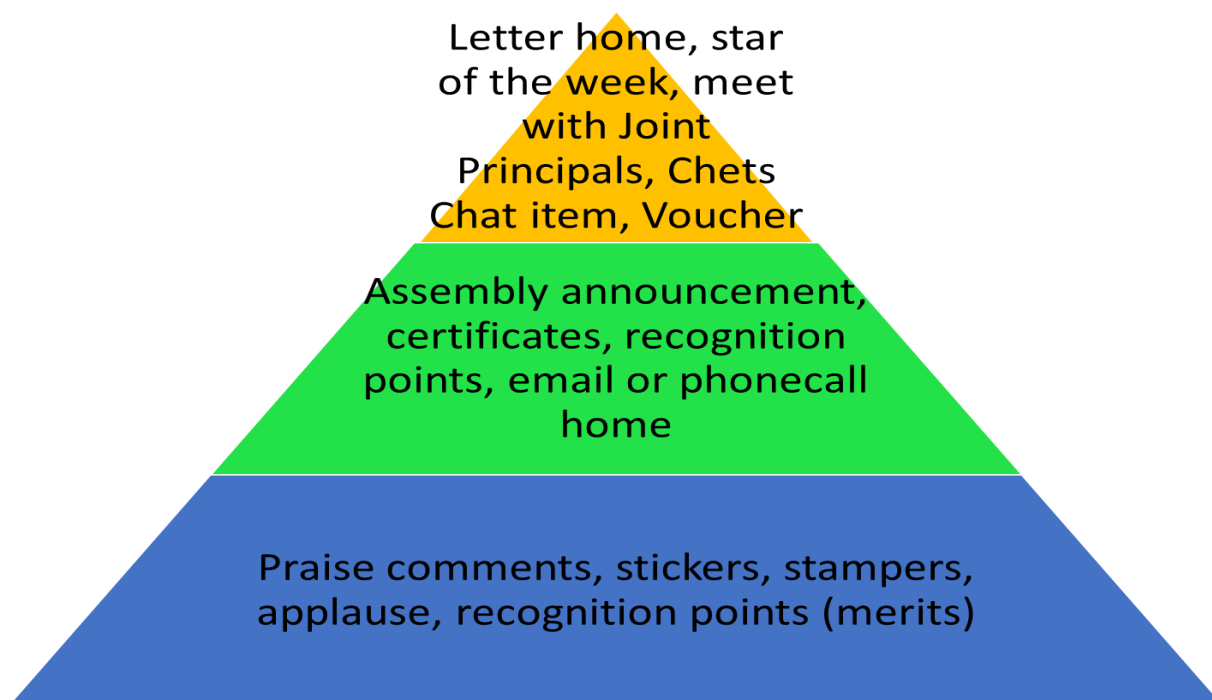 Letter home, star
of the week, meet
with Joint
Principals, Chets
Chat item, Voucher
Assembly announcement,
certificates, recognition
points, email or phonecall
home
Praise comments, stickers, stampers,
applause, recognition points (merits)